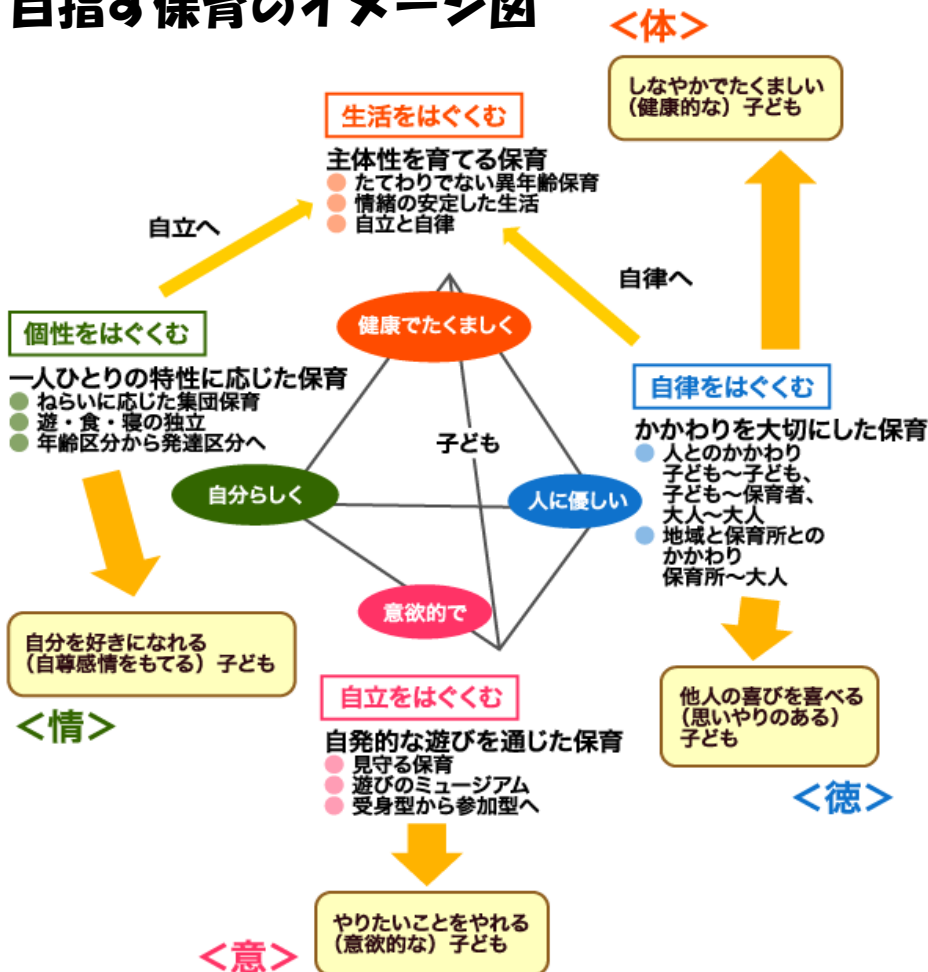 目指す保育のイメージ図
＜体＞
しなやかでたくましい
（健康的な）子ども
生活をはぐくむ
主体性を育てる保育
たてわりでない異年齢保育
情緒の安定した生活
自立と自律
自立へ
自律へ
健康でたくましく
個性をはぐくむ
一人ひとりの特性に応じた保育
ねらいに応じた集団保育
遊・食・寝の独立
年齢区分から発達区分へ
自律をはぐくむ
かかわりを大切にした保育
人とのかかわり
子ども～子ども、
子ども～保育者、
大人～大人
地域と保育所との
かかわり
保育所～大人
子ども
自分らしく
人に優しい
意欲的で
自分を好きになれる
（自尊感情をもてる）子ども
＜情＞
自立をはぐくむ
自発的な遊びを通じた保育
見守る保育
遊びのミュージアム
受身型から参加型へ
他人の喜びを喜べる
（思いやりのある）
子ども
＜徳＞
やりたいことをやれる
（意欲的な）子ども
＜意＞